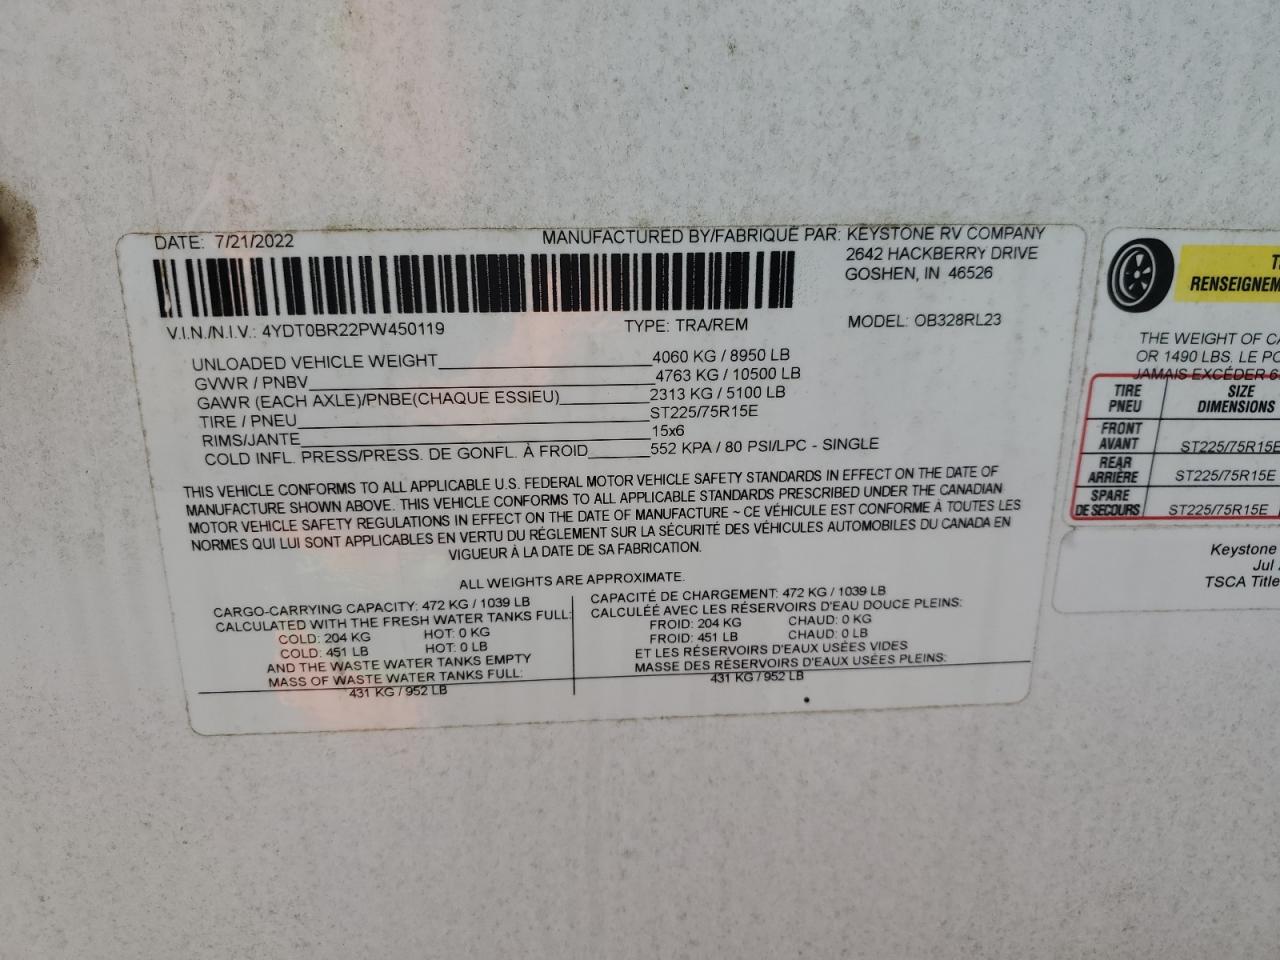 DATE: 7/21/2022
MANUFACTURED BY/FABRIQUÉ PAR: KEYSTONE RV COMPANY
2642 HACKBERRY DRIVE
GOSHEN, IN 46526
V.I.N./N.I.V.: 4YDT0BR22PW450119
TYPE: TRA/REM
MODEL: OB328RL23
UNLOADED VEHICLE WEIGHT 4060 KG / 8950 LB
GVWR / PNBV 4763 KG / 10500 LB
GAWR (EACH AXLE)/PNBE(CHAQUE ESSIEU) 2313 KG / 5100 LB
TIRE / PNEU ST225/75R15E
RIMS/JANTE 15x6
COLD INFL. PRESS/PRESS. DE GONFL. À FROID 552 KPA / 80 PSI/LPC - SINGLE
THIS VEHICLE CONFORMS TO ALL APPLICABLE U.S. FEDERAL MOTOR VEHICLE SAFETY STANDARDS IN EFFECT ON THE DATE OF
MANUFACTURE SHOWN ABOVE. THIS VEHICLE CONFORMS TO ALL APPLICABLE STANDARDS PRESCRIBED UNDER THE CANADIAN
MOTOR VEHICLE SAFETY REGULATIONS IN EFFECT ON THE DATE OF MANUFACTURE ~ CE VÉHICULE EST CONFORME À TOUTES LES
NORMES QUI LUI SONT APPLICABLES EN VERTU DU RÉGLEMENT SUR LA SÉCURITÉ DES VÉHICULES AUTOMOBILES DU CANADA EN
VIGUEUR À LA DATE DE SA FABRICATION.
ALL WEIGHTS ARE APPROXIMATE.
CARGO-CARRYING CAPACITY: 472 KG / 1039 LB
CALCULATED WITH THE FRESH WATER TANKS FULL:
COLD: 204 KG HOT: 0 KG
COLD: 451 LB HOT: 0 LB
AND THE WASTE WATER TANKS EMPTY
MASS OF WASTE WATER TANKS FULL:
431 KG / 952 LB
CAPACITÉ DE CHARGEMENT: 472 KG / 1039 LB
CALCULÉE AVEC LES RÉSERVOIRS D'EAU DOUCE PLEINS:
FROID: 204 KG CHAUD: 0 KG
FROID: 451 LB CHAUD: 0 LB
ET LES RÉSERVOIRS D'EAUX USÉES VIDES
MASSE DES RÉSERVOIRS D'EAUX USÉES PLEINS:
431 KG / 952 LB
RENSEIGNEM
THE WEIGHT OF CA
OR 1490 LBS. LE PO
JAMAIS EXCÉDER 6
TIRE SIZE
PNEU DIMENSIONS
FRONT
AVANT ST225/75R15E
REAR
ARRIÈRE ST225/75R15E
SPARE
DE SECOURS ST225/75R15E
Keystone
Jul
TSCA Title